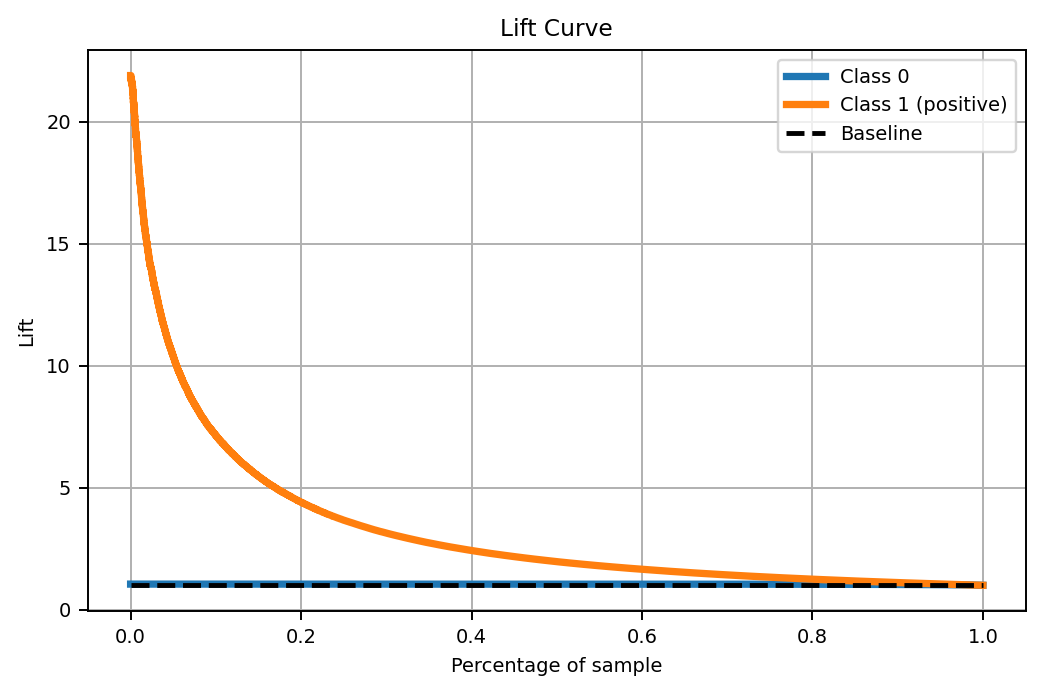 Lift Curve
Class 0
Class 1 (positive)
Baseline
Lift
20
15
10
5
0
0.0 0.2 0.4 0.6 0.8 1.0
Percentage of sample